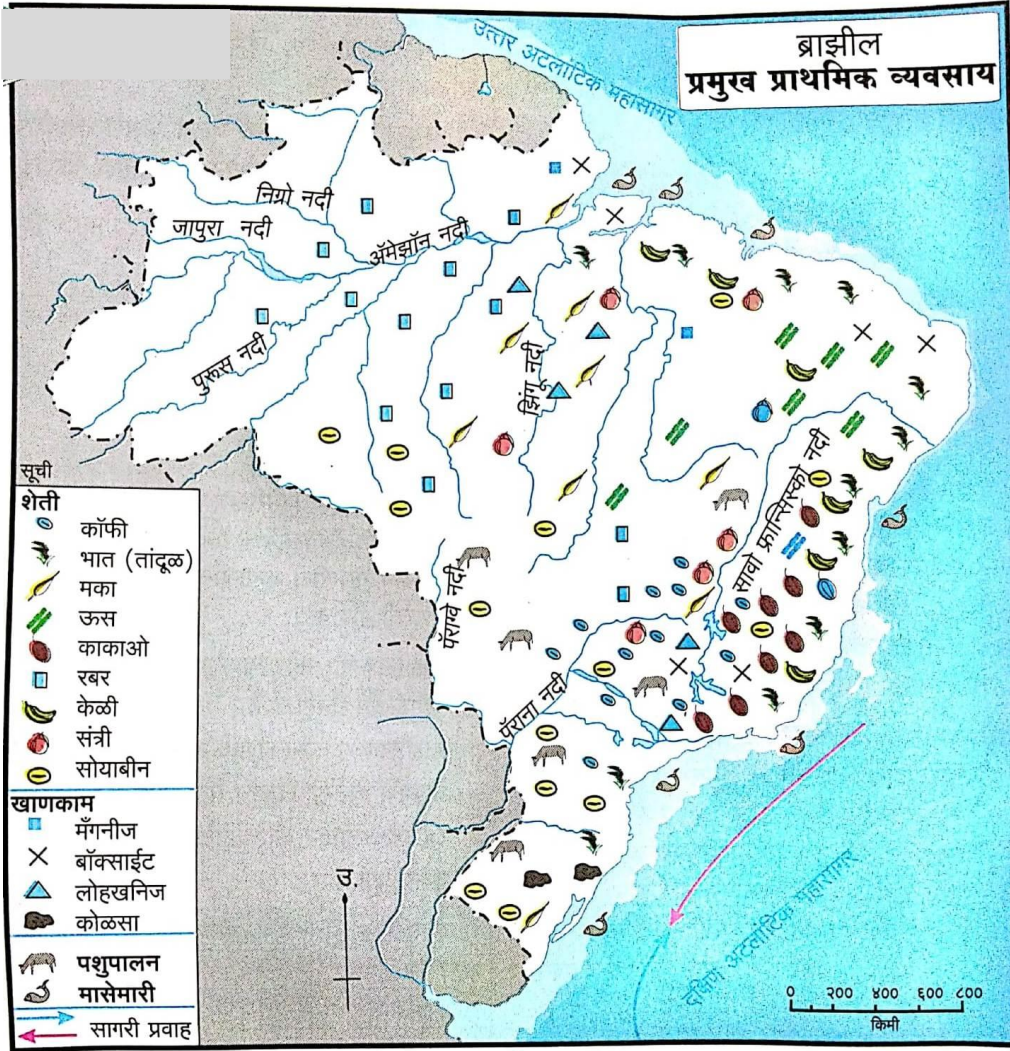 ब्राझील
प्रमुख प्राथमिक व्यवसाय
उत्तर अटलांटिक महासागर
निग्रो नदी
जापुरा नदी
ॲमेझॉन नदी
पुरूस नदी
झिंगू नदी
सावो फ्रान्सिस्को नदी
पॅराग्वे नदी
पॅराना नदी
दक्षिण अटलांटिक महासागर
सूची
शेती
कॉफी
भात (तांदूळ)
मका
ऊस
काकाओ
रबर
केळी
संत्री
सोयाबीन
खाणकाम
मँगनीज
बॉक्साईट
लोहखनिज
कोळसा
पशुपालन
मासेमारी
सागरी प्रवाह
उ.
0 २०० ४०० ६०० ८००
किमी